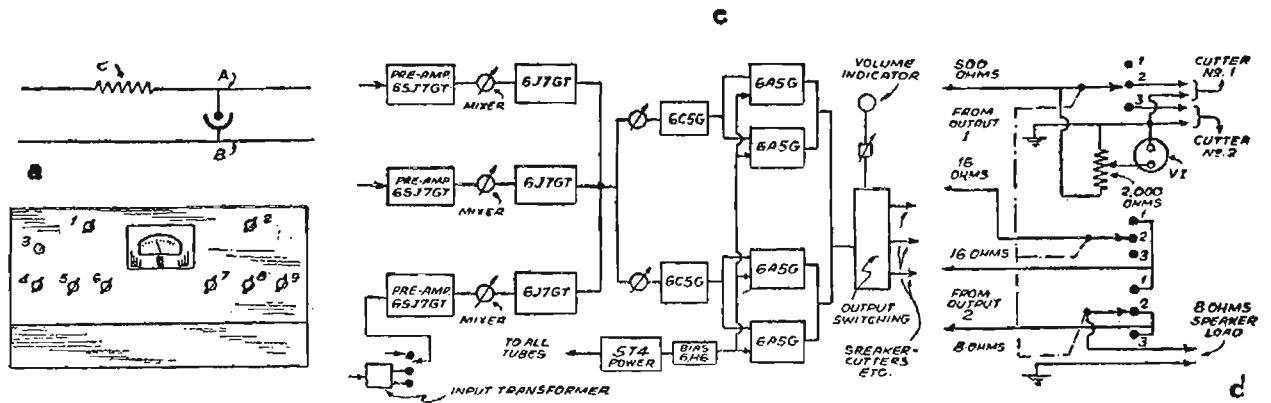 c
C
A
B
a
1
2
3
4
5
6
7
8
9
PRE-AMP.
6SJ7GT
MIXER
6J7GT
PRE-AMP
6SJ7GT
MIXER
6J7GT
PRE-AMP.
6SJ7GT
MIXER
6J7GT
INPUT TRANSFORMER
6C5G
6C5G
6A5G
6A5G
6A5G
6A5G
TO ALL
TUBES
5T4
POWER
BIAS
6H6
VOLUME
INDICATOR
OUTPUT
SWITCHING
SPEAKER-
CUTTERS
ETC.
500
OHMS
FROM
OUTPUT
1
16
OHMS
1
2
3
CUTTER
NO. 1
CUTTER
NO. 2
VI
2,000
OHMS
1
2
3
16 OHMS
FROM
OUTPUT
2
8 OHMS
1
2
3
8 OHMS
SPEAKER
LOAD
d